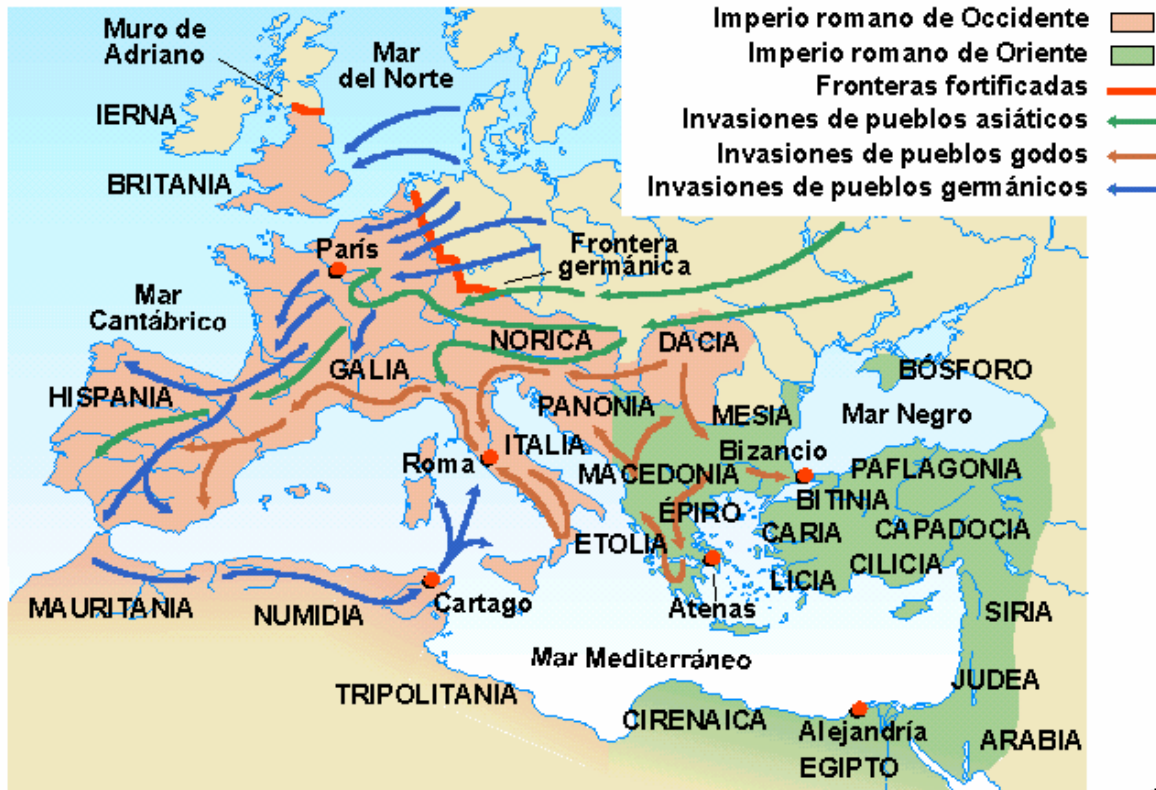 Imperio romano de Occidente
Imperio romano de Oriente
Fronteras fortificadas
Invasiones de pueblos asiáticos
Invasiones de pueblos godos
Invasiones de pueblos germánicos
Muro de
Adriano
Mar
del Norte
IERNA
BRITANIA
París
Frontera
germánica
Mar
Cantábrico
NORICA
DACIA
GALIA
BÓSFORO
HISPANIA
PANONIA
MESIA
Mar Negro
ITALIA
Bizancio
Roma
MACEDONIA
PAFLAGONIA
BITINIA
ÉPIRO
CARIA
CAPADOCIA
ETOLIA
CILICIA
LICIA
MAURITANIA
NUMIDIA
Cartago
Atenas
SIRIA
Mar Mediterráneo
JUDEA
TRIPOLITANIA
CIRENAICA
Alejandría
ARABIA
EGIPTO